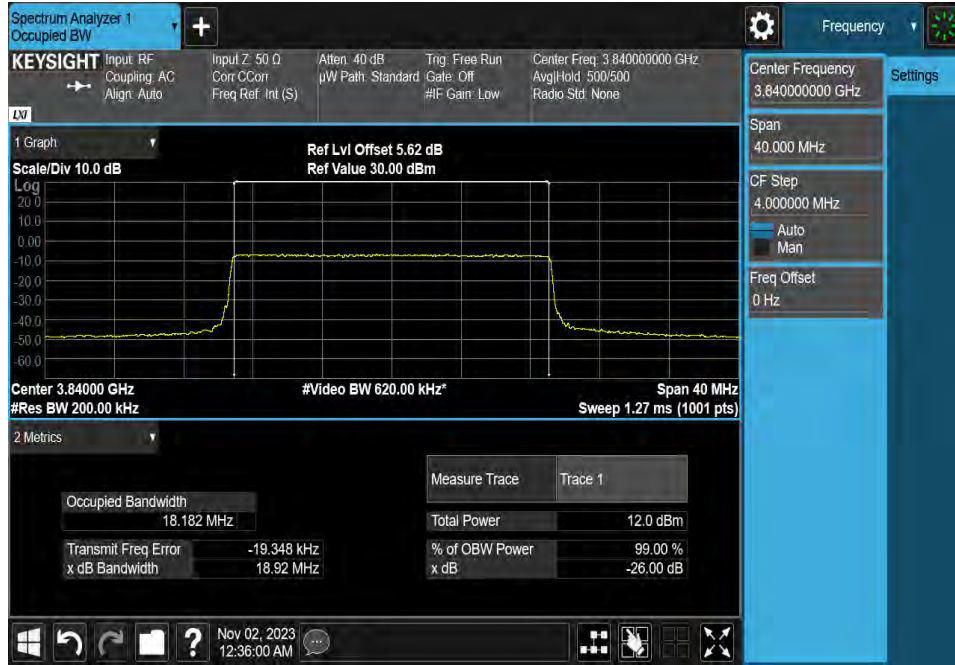 Spectrum Analyzer 1
Occupied BW
+
Frequency
KEYSIGHT
Input: RF
Coupling: AC
Align: Auto
Input Z: 50 Ω
Corr CCorr
Freq Ref: Int (S)
Atten: 40 dB
µW Path: Standard
Trig: Free Run
Gate: Off
#IF Gain: Low
Center Freq: 3.840000000 GHz
Avg|Hold: 500/500
Radio Std: None
LXI
Center Frequency
3.840000000 GHz
Settings
Span
40.000 MHz
CF Step
4.000000 MHz
Auto
Man
Freq Offset
0 Hz
1 Graph
Scale/Div 10.0 dB
Ref Lvl Offset 5.62 dB
Ref Value 30.00 dBm
Log
20.0
10.0
0.00
-10.0
-20.0
-30.0
-40.0
-50.0
-60.0
Center 3.84000 GHz
#Video BW 620.00 kHz*
Span 40 MHz
#Res BW 200.00 kHz
Sweep 1.27 ms (1001 pts)
2 Metrics
Measure Trace
Trace 1
Occupied Bandwidth
18.182 MHz
Total Power
12.0 dBm
Transmit Freq Error
-19.348 kHz
% of OBW Power
99.00 %
x dB Bandwidth
18.92 MHz
x dB
-26.00 dB
?
Nov 02, 2023
12:36:00 AM